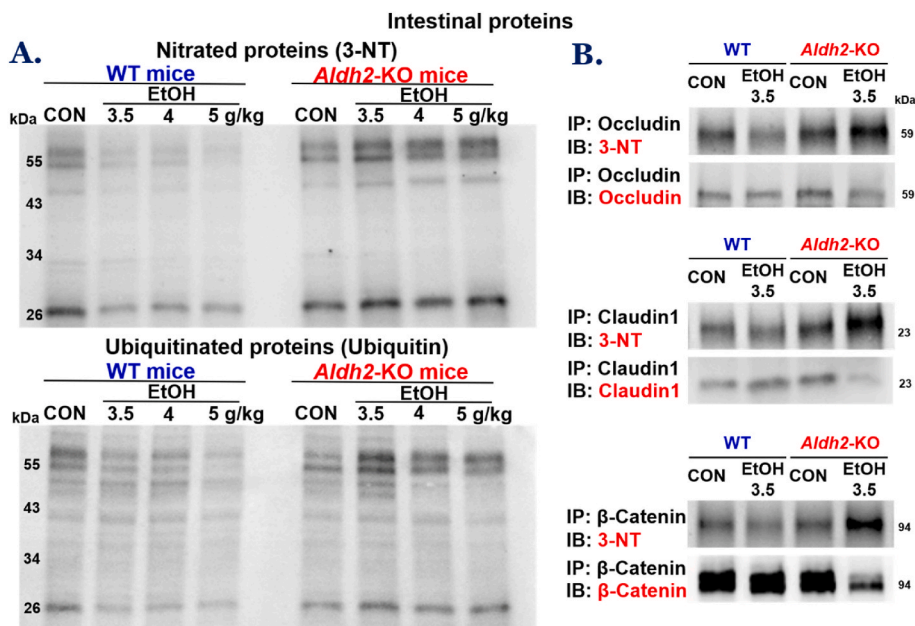 Intestinal proteins
A.
Nitrated proteins (3-NT)
WT mice
Aldh2-KO mice
EtOH
EtOH
kDa
CON
3.5
4
5 g/kg
CON
3.5
4
5 g/kg
55
43
34
26
Ubiquitinated proteins (Ubiquitin)
WT mice
Aldh2-KO mice
EtOH
EtOH
kDa
CON
3.5
4
5 g/kg
CON
3.5
4
5 g/kg
55
43
34
26
B.
WT
Aldh2-KO
CON
EtOH
3.5
CON
EtOH
3.5
kDa
IP: Occludin
IB: 3-NT
59
IP: Occludin
IB: Occludin
59
WT
Aldh2-KO
CON
EtOH
3.5
CON
EtOH
3.5
IP: Claudin1
IB: 3-NT
23
IP: Claudin1
IB: Claudin1
23
WT
Aldh2-KO
CON
EtOH
3.5
CON
EtOH
3.5
IP: β-Catenin
IB: 3-NT
94
IP: β-Catenin
IB: β-Catenin
94